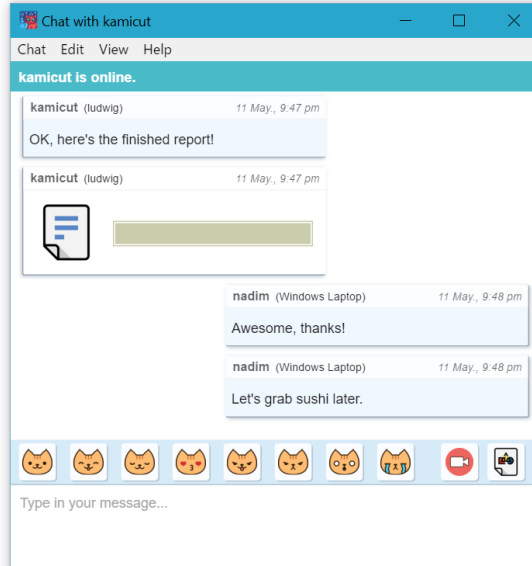 Chat with kamicut
Chat Edit View Help
kamicut is online.
kamicut (ludwig) 11 May., 9:47 pm
OK, here's the finished report!
kamicut (ludwig) 11 May., 9:47 pm
nadim (Windows Laptop) 11 May., 9:48 pm
Awesome, thanks!
nadim (Windows Laptop) 11 May., 9:48 pm
Let's grab sushi later.
Type in your message...